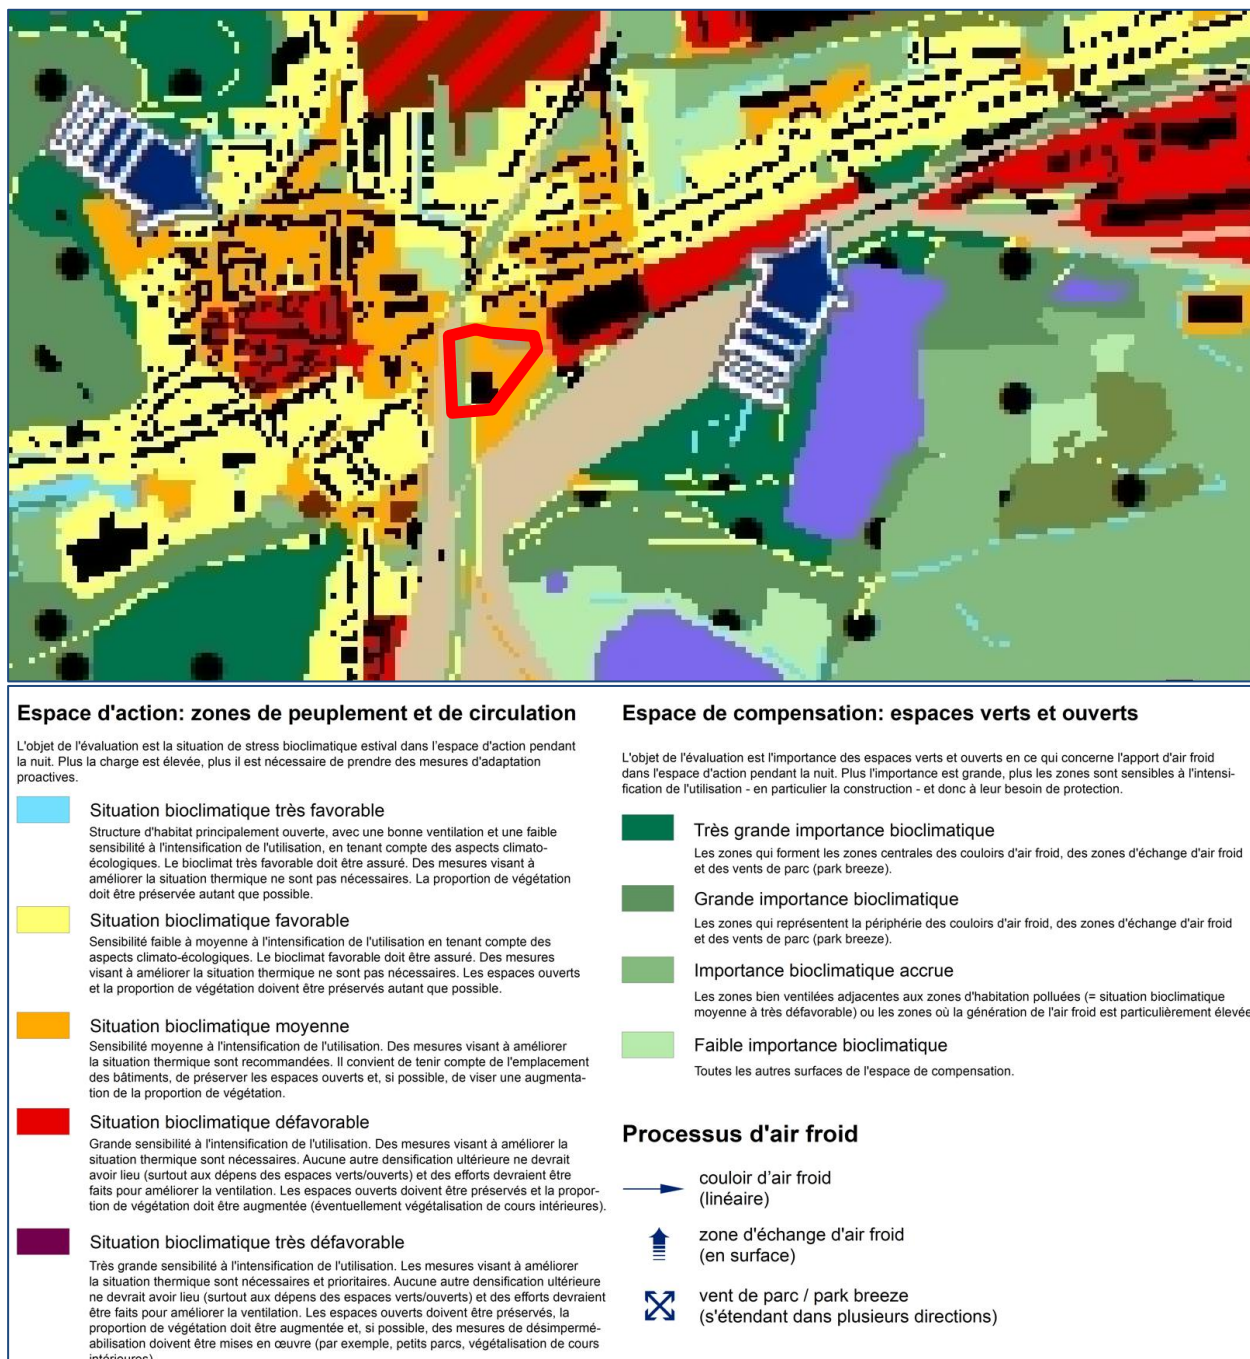 Espace d'action: zones de peuplement et de circulation
L'objet de l'évaluation est la situation de stress bioclimatique estival dans l'espace d'action pendant
la nuit. Plus la charge est élevée, plus il est nécessaire de prendre des mesures d'adaptation
proactives.
Situation bioclimatique très favorable
Structure d'habitat principalement ouverte, avec une bonne ventilation et une faible
sensibilité à l'intensification de l'utilisation, en tenant compte des aspects climato-
écologiques. Le bioclimat très favorable doit être assuré. Des mesures visant à
améliorer la situation thermique ne sont pas nécessaires. La proportion de végétation
doit être préservée autant que possible.
Situation bioclimatique favorable
Sensibilité faible à moyenne à l'intensification de l'utilisation en tenant compte des
aspects climato-écologiques. Le bioclimat favorable doit être assuré. Des mesures
visant à améliorer la situation thermique ne sont pas nécessaires. Les espaces ouverts
et la proportion de végétation doivent être préservés autant que possible.
Situation bioclimatique moyenne
Sensibilité moyenne à l'intensification de l'utilisation. Des mesures visant à améliorer
la situation thermique sont recommandées. Il convient de tenir compte de l'emplacement
des bâtiments, de préserver les espaces ouverts et, si possible, de viser une augmenta-
tion de la proportion de végétation.
Situation bioclimatique défavorable
Grande sensibilité à l'intensification de l'utilisation. Des mesures visant à améliorer la
situation thermique sont nécessaires. Aucune autre densification ultérieure ne devrait
avoir lieu (surtout aux dépens des espaces verts/ouverts) et des efforts devraient être
faits pour améliorer la ventilation. Les espaces ouverts doivent être préservés et la propor-
tion de végétation doit être augmentée (éventuellement végétalisation de cours intérieures).
Situation bioclimatique très défavorable
Très grande sensibilité à l'intensification de l'utilisation. Les mesures visant à améliorer
la situation thermique sont nécessaires et prioritaires. Aucune autre densification ultérieure
ne devrait avoir lieu (surtout aux dépens des espaces verts/ouverts) et des efforts devraient
être faits pour améliorer la ventilation. Les espaces ouverts doivent être préservés, la
proportion de végétation doit être augmentée et, si possible, des mesures de désimpermé-
abilisation doivent être mises en œuvre (par exemple, petits parcs, végétalisation de cours
intérieures)
Espace de compensation: espaces verts et ouverts
L'objet de l'évaluation est l'importance des espaces verts et ouverts en ce qui concerne l'apport d'air froid
dans l'espace d'action pendant la nuit. Plus l'importance est grande, plus les zones sont sensibles à l'intensi-
fication de l'utilisation - en particulier la construction - et donc à leur besoin de protection.
Très grande importance bioclimatique
Les zones qui forment les zones centrales des couloirs d'air froid, des zones d'échange d'air froid
et des vents de parc (park breeze).
Grande importance bioclimatique
Les zones qui représentent la périphérie des couloirs d'air froid, des zones d'échange d'air froid
et des vents de parc (park breeze).
Importance bioclimatique accrue
Les zones bien ventilées adjacentes aux zones d'habitation polluées (= situation bioclimatique
moyenne à très défavorable) ou les zones où la génération de l'air froid est particulièrement élevée
Faible importance bioclimatique
Toutes les autres surfaces de l'espace de compensation.
Processus d'air froid
couloir d'air froid
(linéaire)
zone d'échange d'air froid
(en surface)
vent de parc / park breeze
(s'étendant dans plusieurs directions)